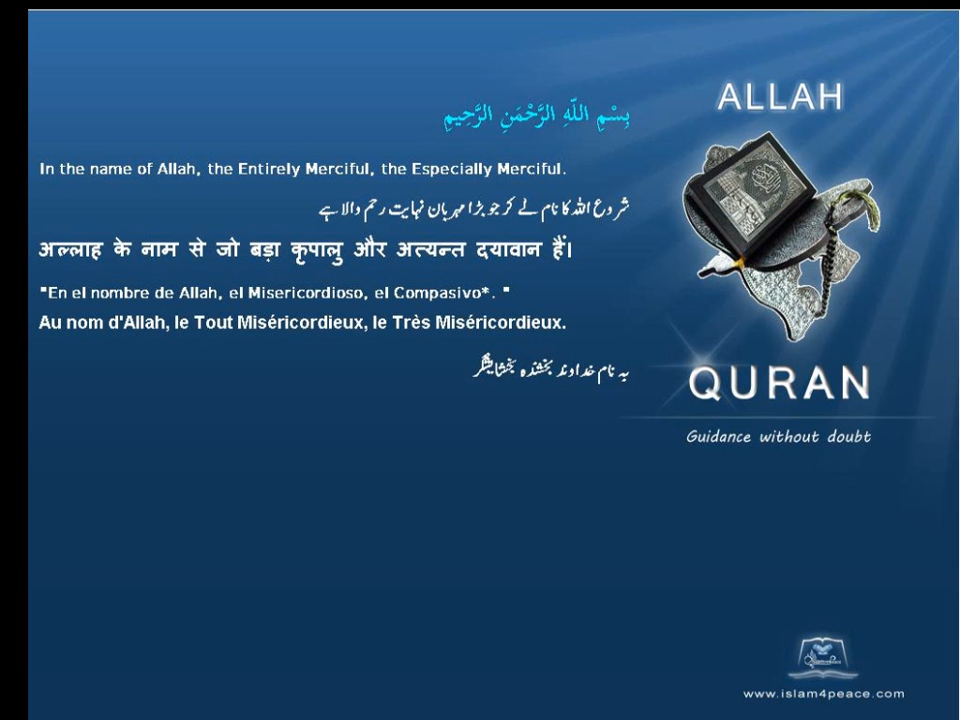 بِسْمِ اللّهِ الرَّحْمَنِ الرَّحِيمِ
In the name of Allah, the Entirely Merciful, the Especially Merciful.
شروع الله کا نام لے کر جو بڑا مہربان نہایت رحم والا ہے
अल्लाह के नाम से जो बड़ा कृपालु और अत्यन्त दयावान हैं।
"En el nombre de Allah, el Misericordioso, el Compasivo*. "
Au nom d'Allah, le Tout Miséricordieux, le Très Miséricordieux.
به نام خداوند بخشنده بخشایشگر
ALLAH
QURAN
Guidance without doubt
www.islam4peace.com